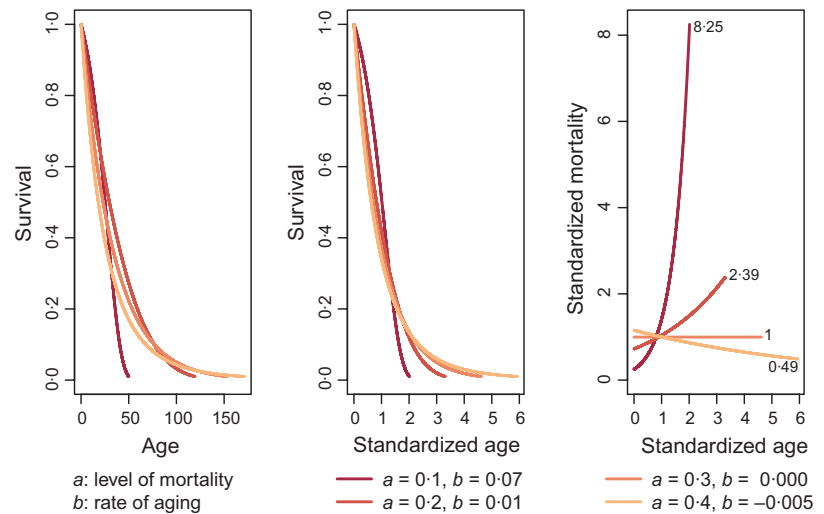 1·0
0·8
0·6
0·4
0·2
0·0
Survival
0 50 100 150
Age
1·0
0·8
0·6
0·4
0·2
0·0
Survival
0 1 2 3 4 5 6
Standardized age
8
6
4
2
0
Standardized mortality
8·25
2·39
1
0·49
0 1 2 3 4 5 6
Standardized age
a: level of mortality
b: rate of aging
a = 0·1, b = 0·07
a = 0·2, b = 0·01
a = 0·3, b = 0·000
a = 0·4, b = –0·005